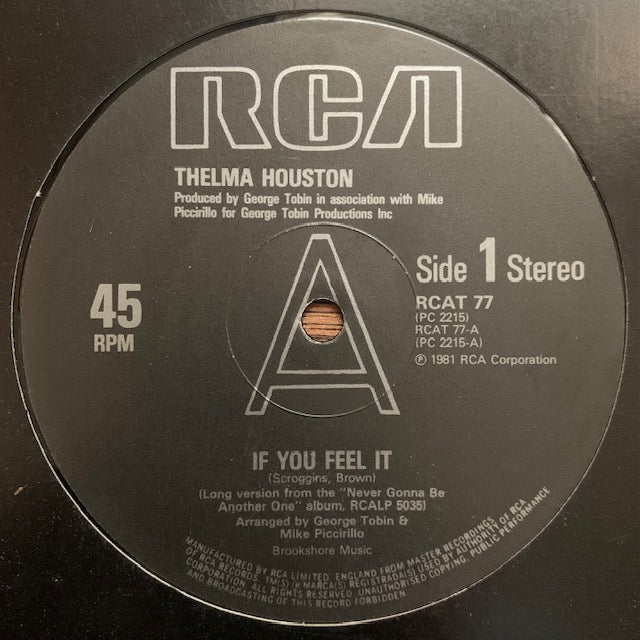 RCA
THELMA HOUSTON
Produced by George Tobin in association with Mike
Piccirillo for George Tobin Productions Inc
A
Side 1 Stereo
45
RPM
RCAT 77
(PC 2215)
RCAT 77-A
(PC 2215-A)
℗ 1981 RCA Corporation
IF YOU FEEL IT
(Scroggins, Brown)
(Long version from the "Never Gonna Be
Another One" album, RCALP 5035)
Arranged by George Tobin &
Mike Piccirillo
Brookshore Music
MANUFACTURED BY RCA LIMITED, ENGLAND FROM MASTER RECORDINGS
OF RCA RECORDS. TM(S) ® MARCA(S) REGISTRADA(S) USED BY AUTHORITY OF RCA
CORPORATION. ALL RIGHTS RESERVED. UNAUTHORISED COPYING, PUBLIC PERFORMANCE
AND BROADCASTING OF THIS RECORD FORBIDDEN